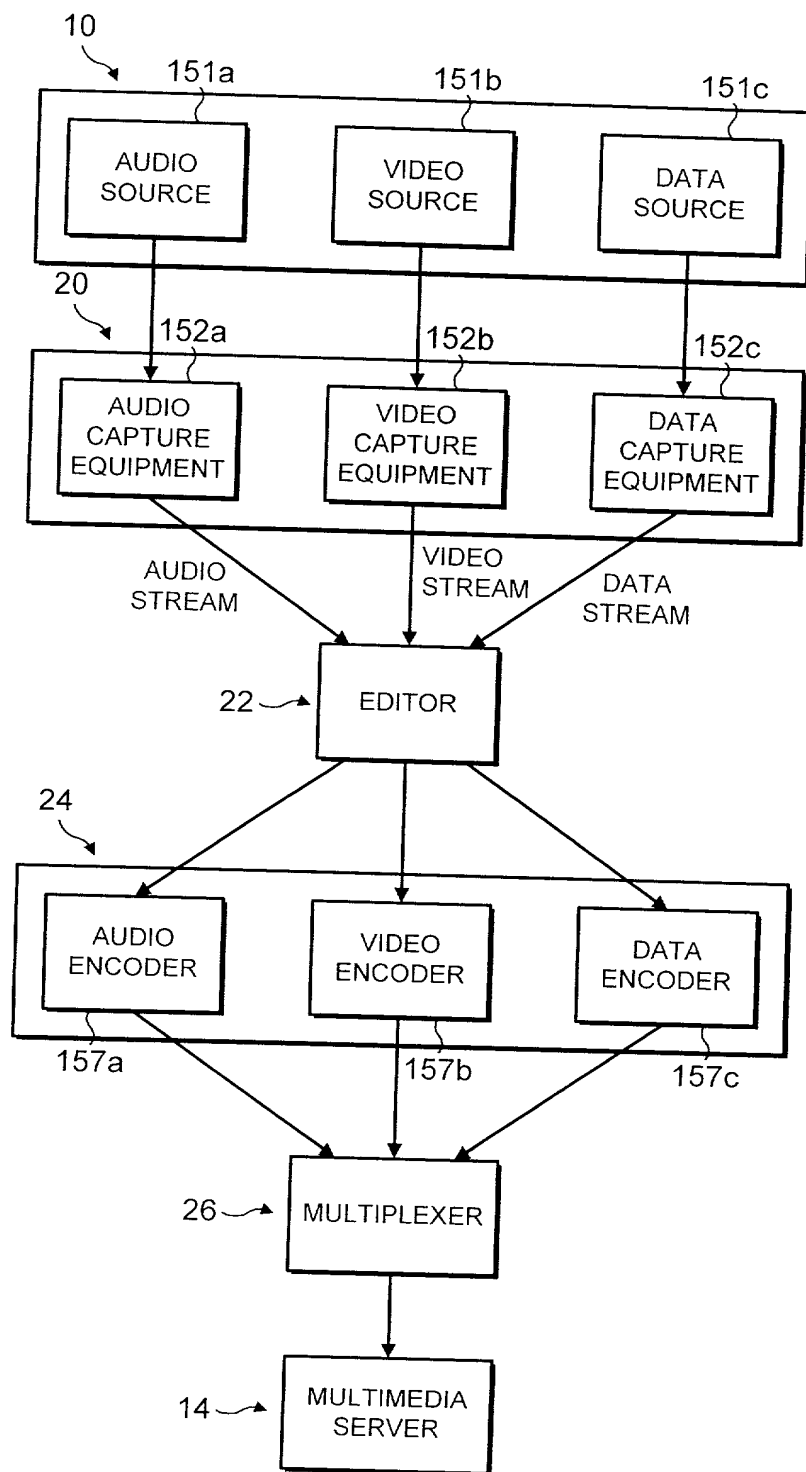 10
151a
151b
151c
AUDIO
SOURCE
VIDEO
SOURCE
DATA
SOURCE
20
152a
152b
152c
AUDIO
CAPTURE
EQUIPMENT
VIDEO
CAPTURE
EQUIPMENT
DATA
CAPTURE
EQUIPMENT
AUDIO
STREAM
VIDEO
STREAM
DATA
STREAM
22
EDITOR
24
AUDIO
ENCODER
VIDEO
ENCODER
DATA
ENCODER
157a
157b
157c
26
MULTIPLEXER
14
MULTIMEDIA
SERVER